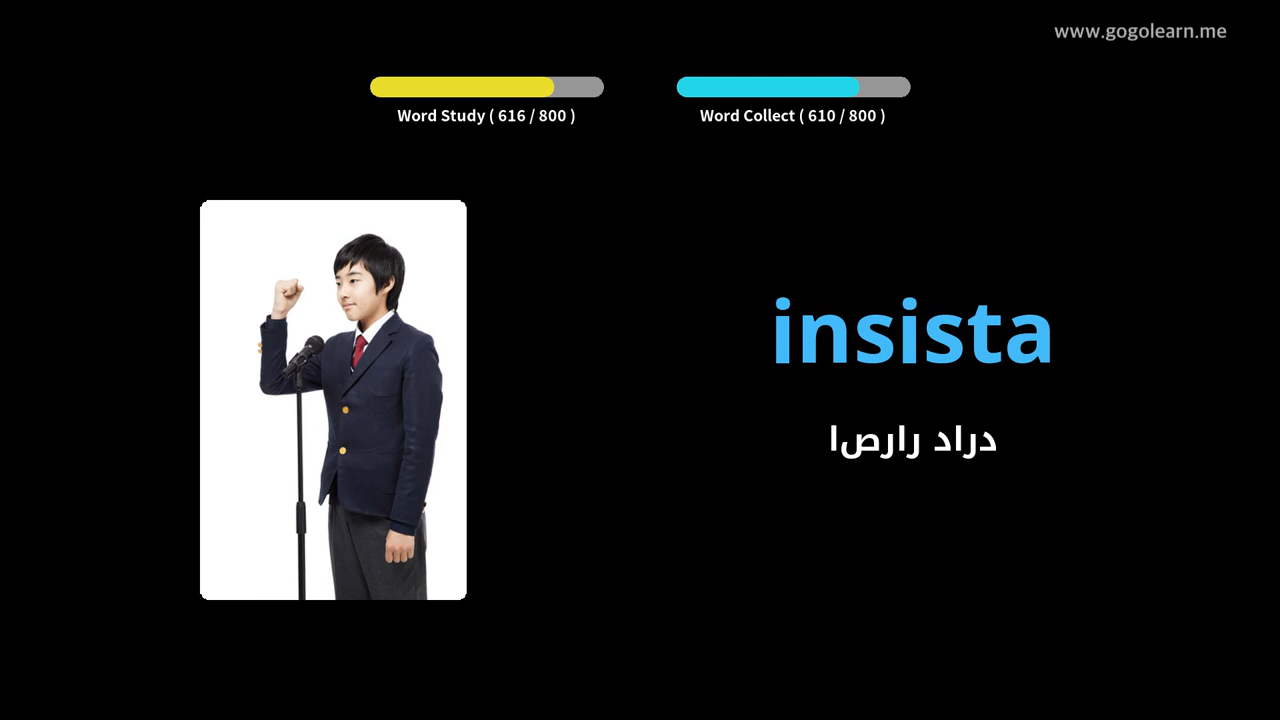 www.gogolearn.me
Word Study ( 616 / 800 )
Word Collect ( 610 / 800 )
insista
دراد رارصا